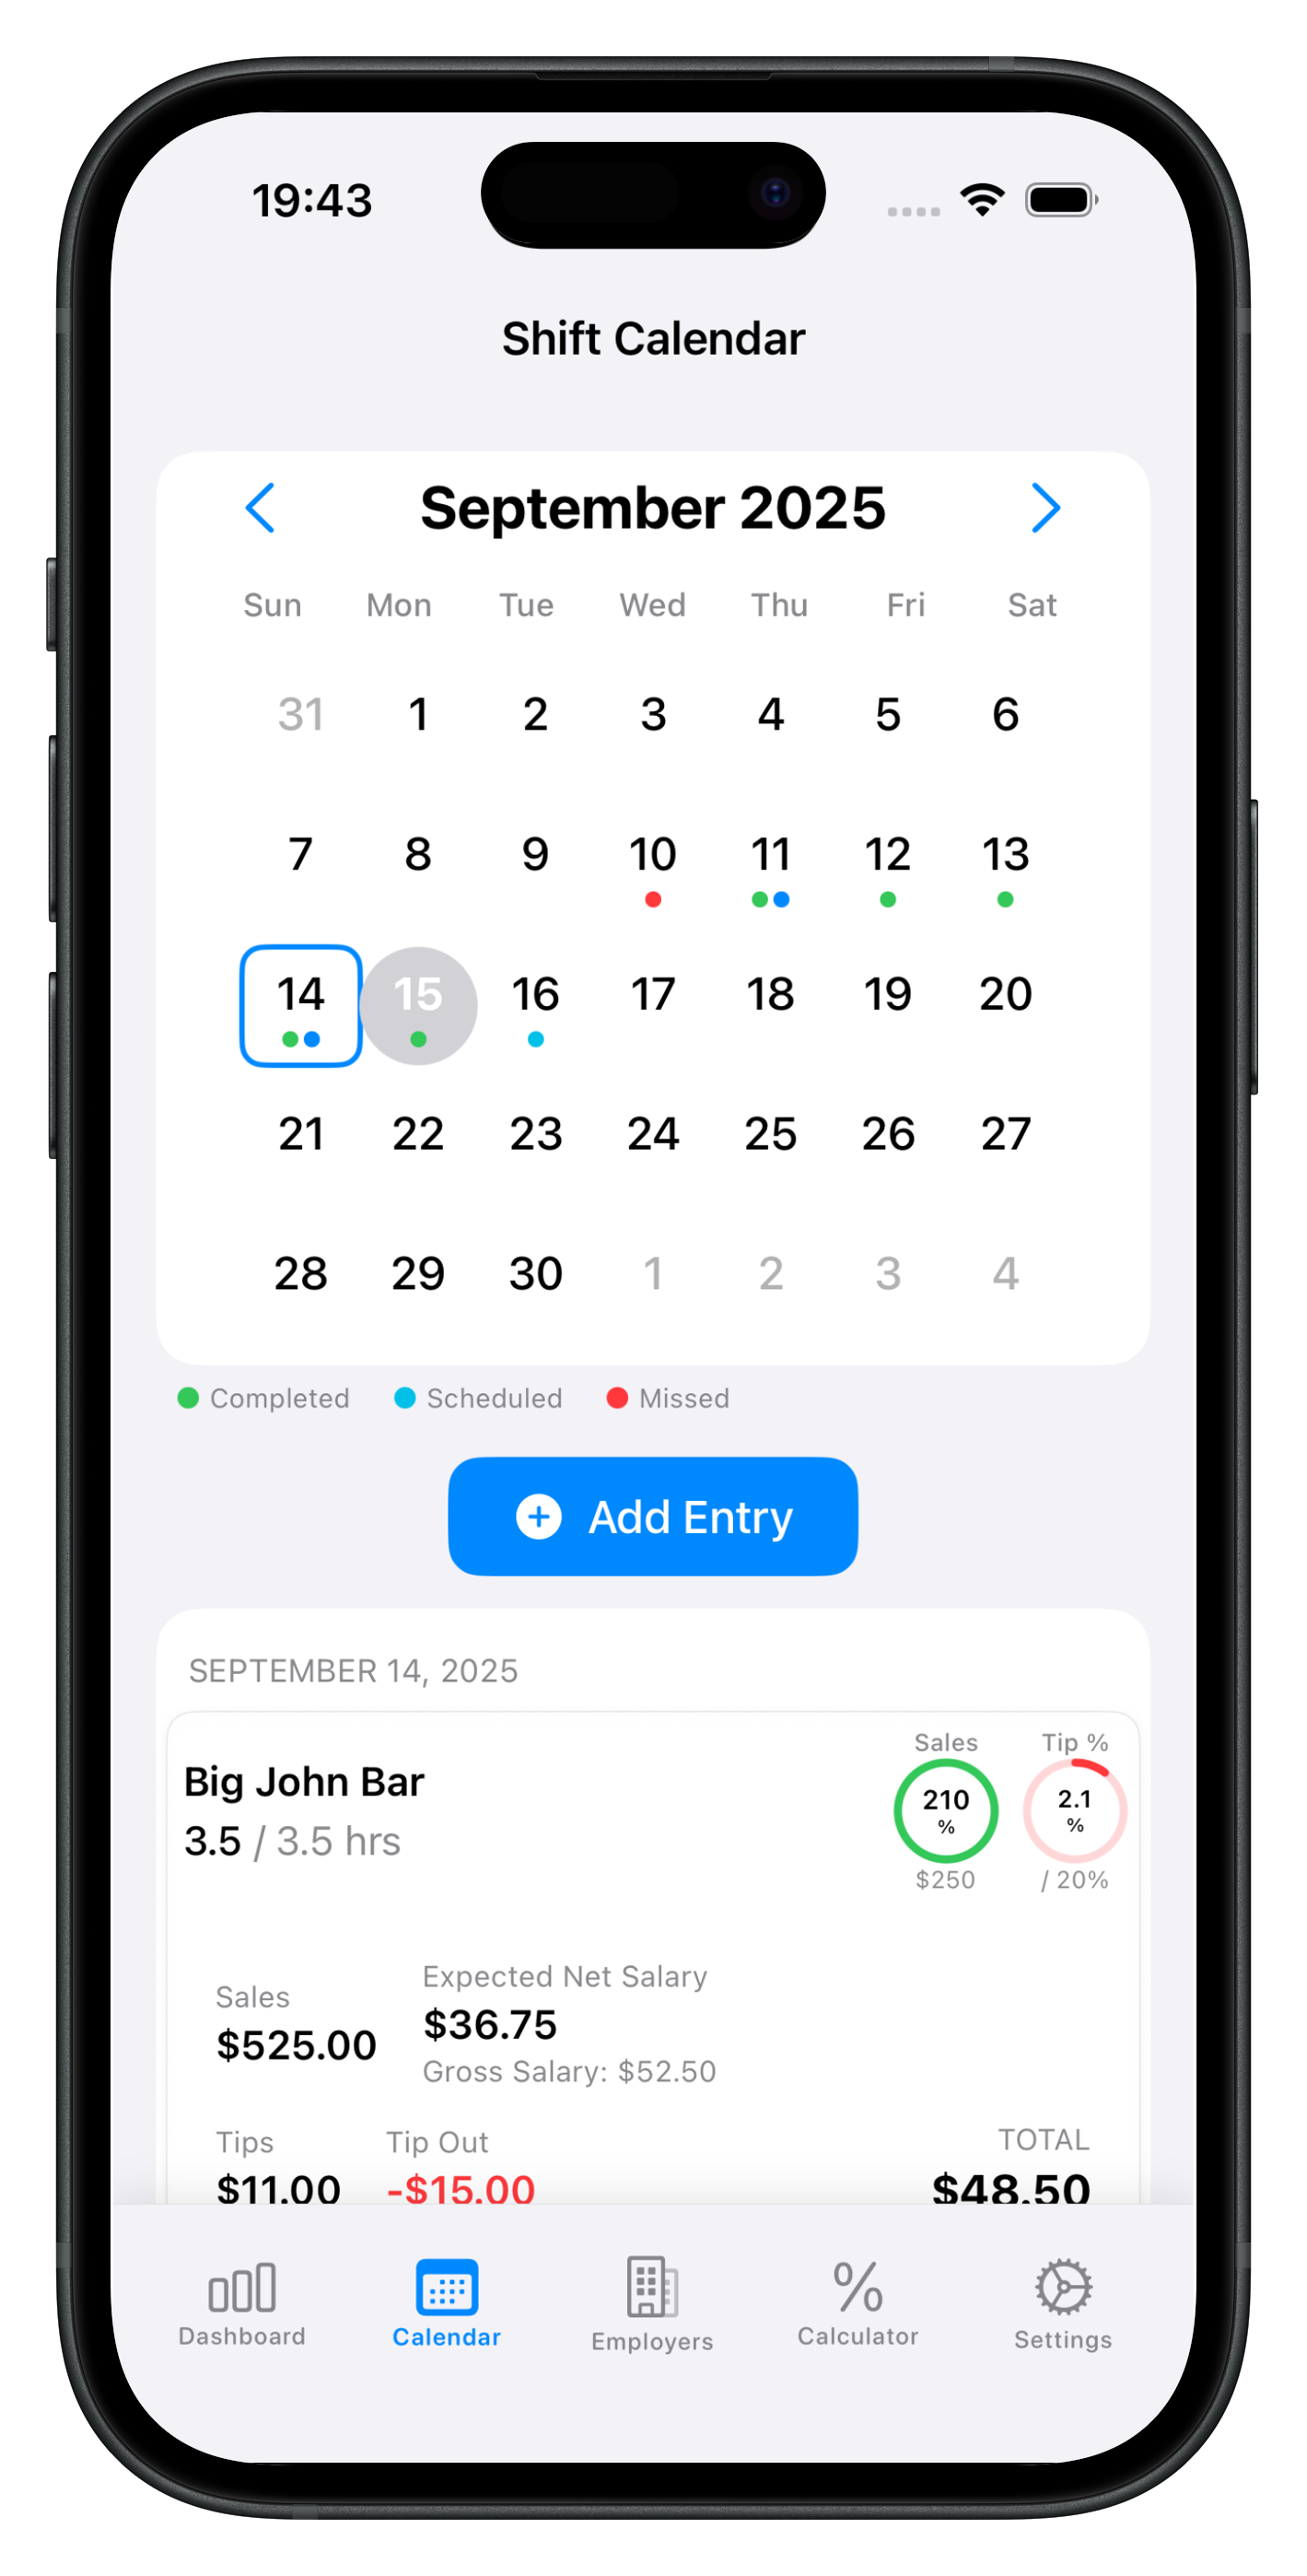 19:43
Shift Calendar
September 2025
Sun Mon Tue Wed Thu Fri Sat
31 1 2 3 4 5 6
7 8 9 10 11 12 13
14 15 16 17 18 19 20
21 22 23 24 25 26 27
28 29 30 1 2 3 4
Completed Scheduled Missed
Add Entry
SEPTEMBER 14, 2025
Sales Tip %
Big John Bar
210 % 2.1 %
3.5 / 3.5 hrs
$250 / 20%
Expected Net Salary
Sales
$36.75
$525.00
Gross Salary: $52.50
Tips Tip Out TOTAL
$11.00 -$15.00 $48.50
Dashboard Calendar Employers Calculator Settings